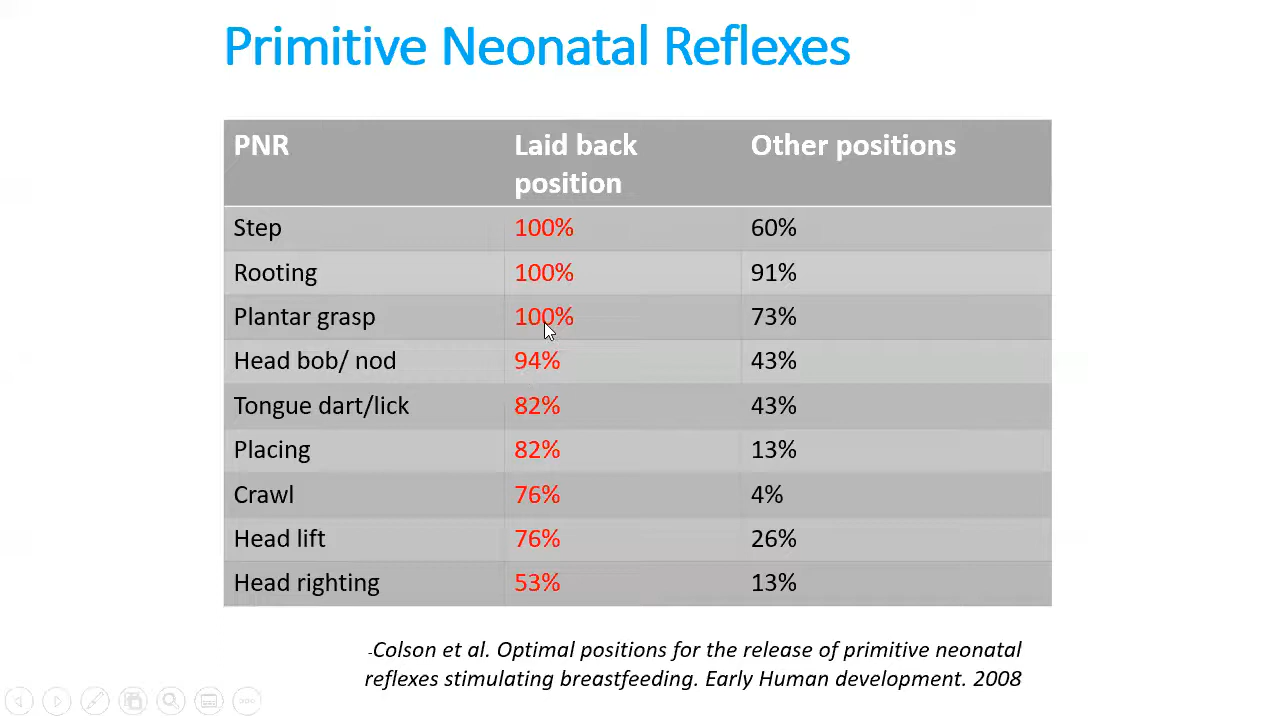 Primitive Neonatal Reflexes
PNR Laid back position Other positions
Step 100% 60%
Rooting 100% 91%
Plantar grasp 100% 73%
Head bob/ nod 94% 43%
Tongue dart/lick 82% 43%
Placing 82% 13%
Crawl 76% 4%
Head lift 76% 26%
Head righting 53% 13%
-Colson et al. Optimal positions for the release of primitive neonatal
reflexes stimulating breastfeeding. Early Human development. 2008